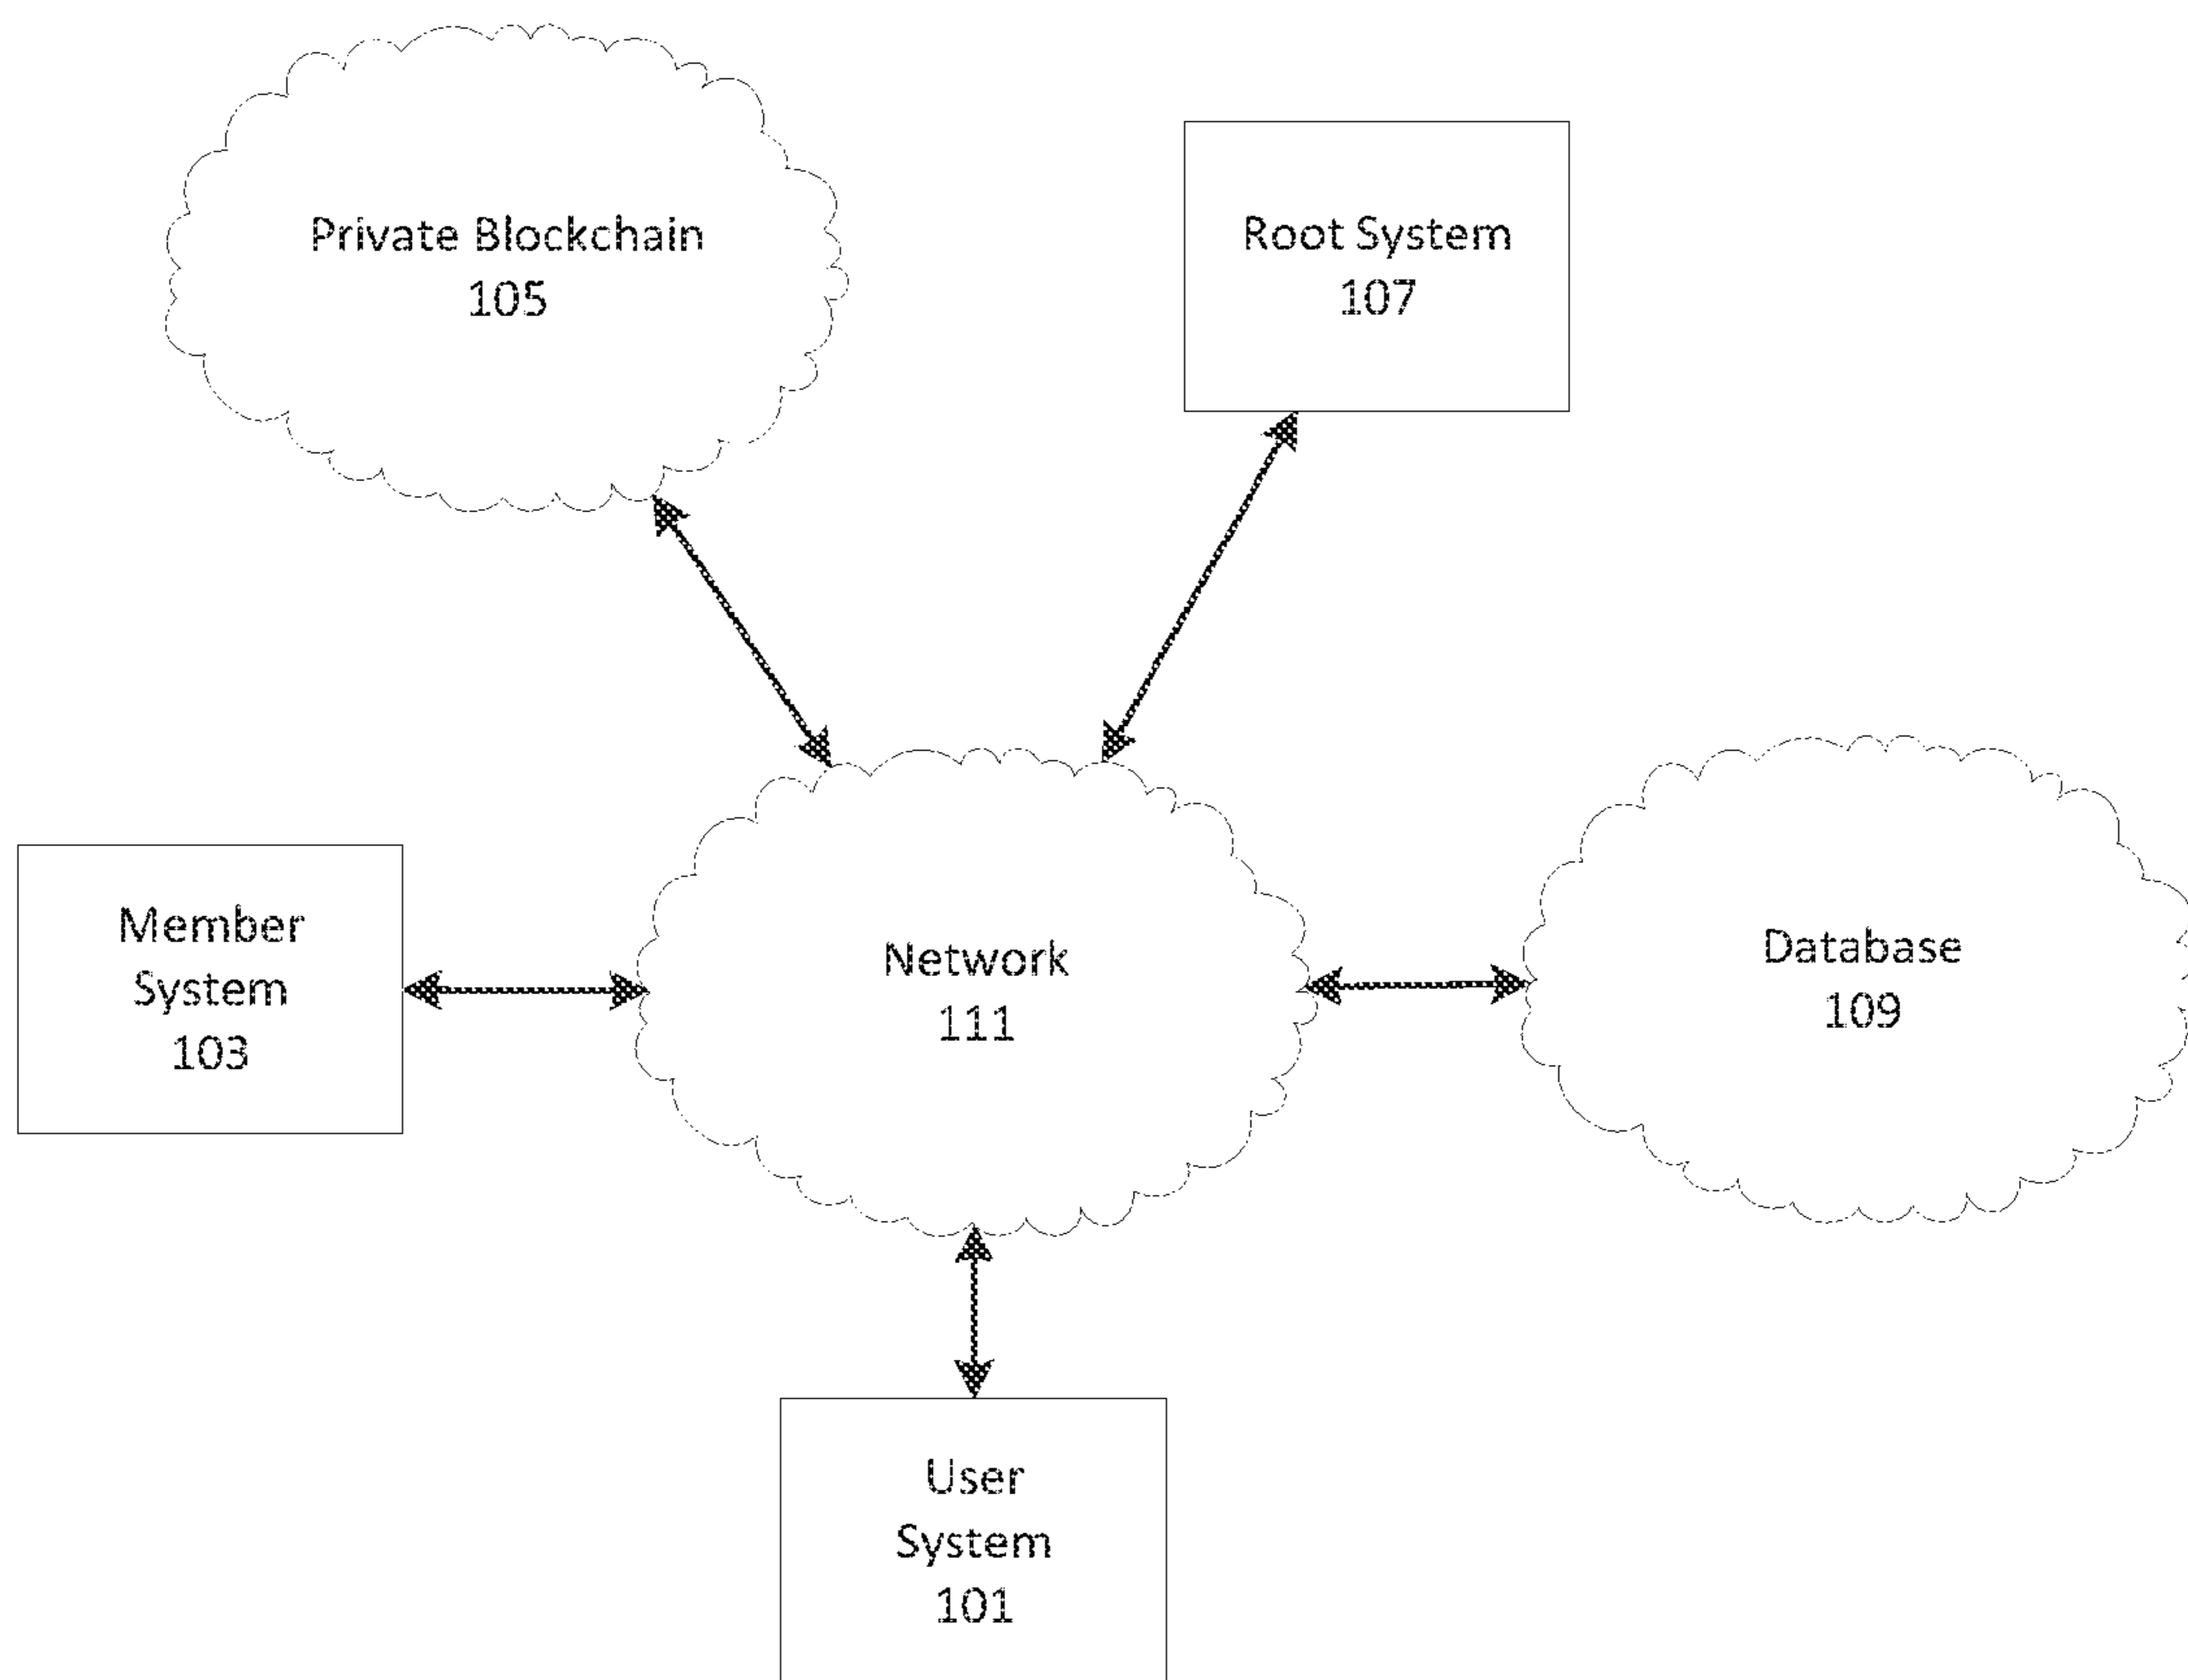 Private Blockchain
105
Root System
107
Member
System
103
Network
111
Database
109
User
System
101